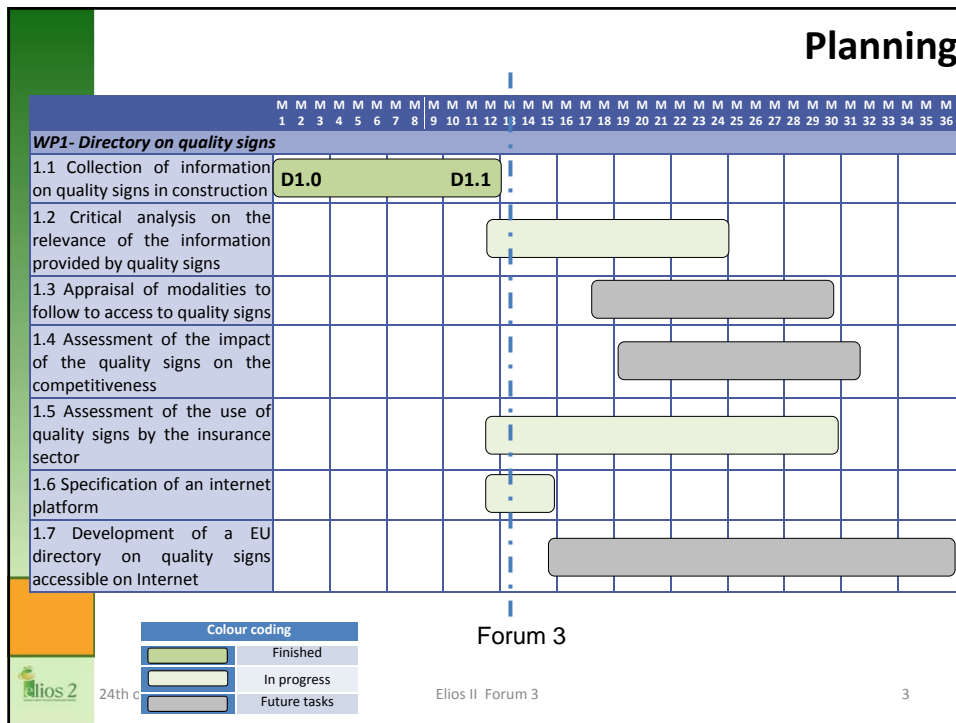 Planning
M M M M M M M M M M M M M M M M M M M M M M M M M M M M M M M M M M M M
1 2 3 4 5 6 7 8 9 10 11 12 13 14 15 16 17 18 19 20 21 22 23 24 25 26 27 28 29 30 31 32 33 34 35 36
WP1- Directory on quality signs
1.1 Collection of information
on quality signs in construction
D1.0 D1.1
1.2 Critical analysis on the
relevance of the information
provided by quality signs
1.3 Appraisal of modalities to
follow to access to quality signs
1.4 Assessment of the impact
of the quality signs on the
competitiveness
1.5 Assessment of the use of
quality signs by the insurance
sector
1.6 Specification of an internet
platform
1.7 Development of a EU
directory on quality signs
accessible on Internet
Forum 3
Colour coding
Finished
In progress
Future tasks
elios 2
24th o
Elios II Forum 3
3